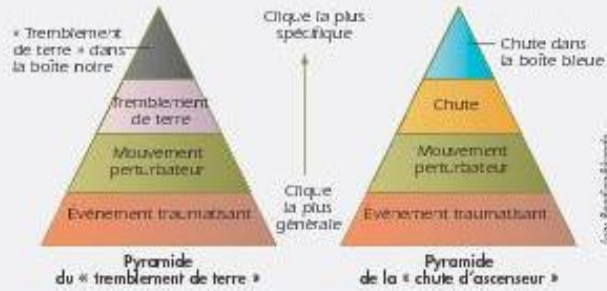 « Tremblement
de terre » dans
la boîte noire
Tremblement
de terre
Mouvement
perturbateur
Événement traumatisant
Pyramide
du « tremblement de terre »
Clique la plus
spécifique
Clique
la plus
générale
Chute dans
la boîte bleue
Chute
Mouvement
perturbateur
Événement traumatisant
Pyramide
de la « chute d'ascenseur »